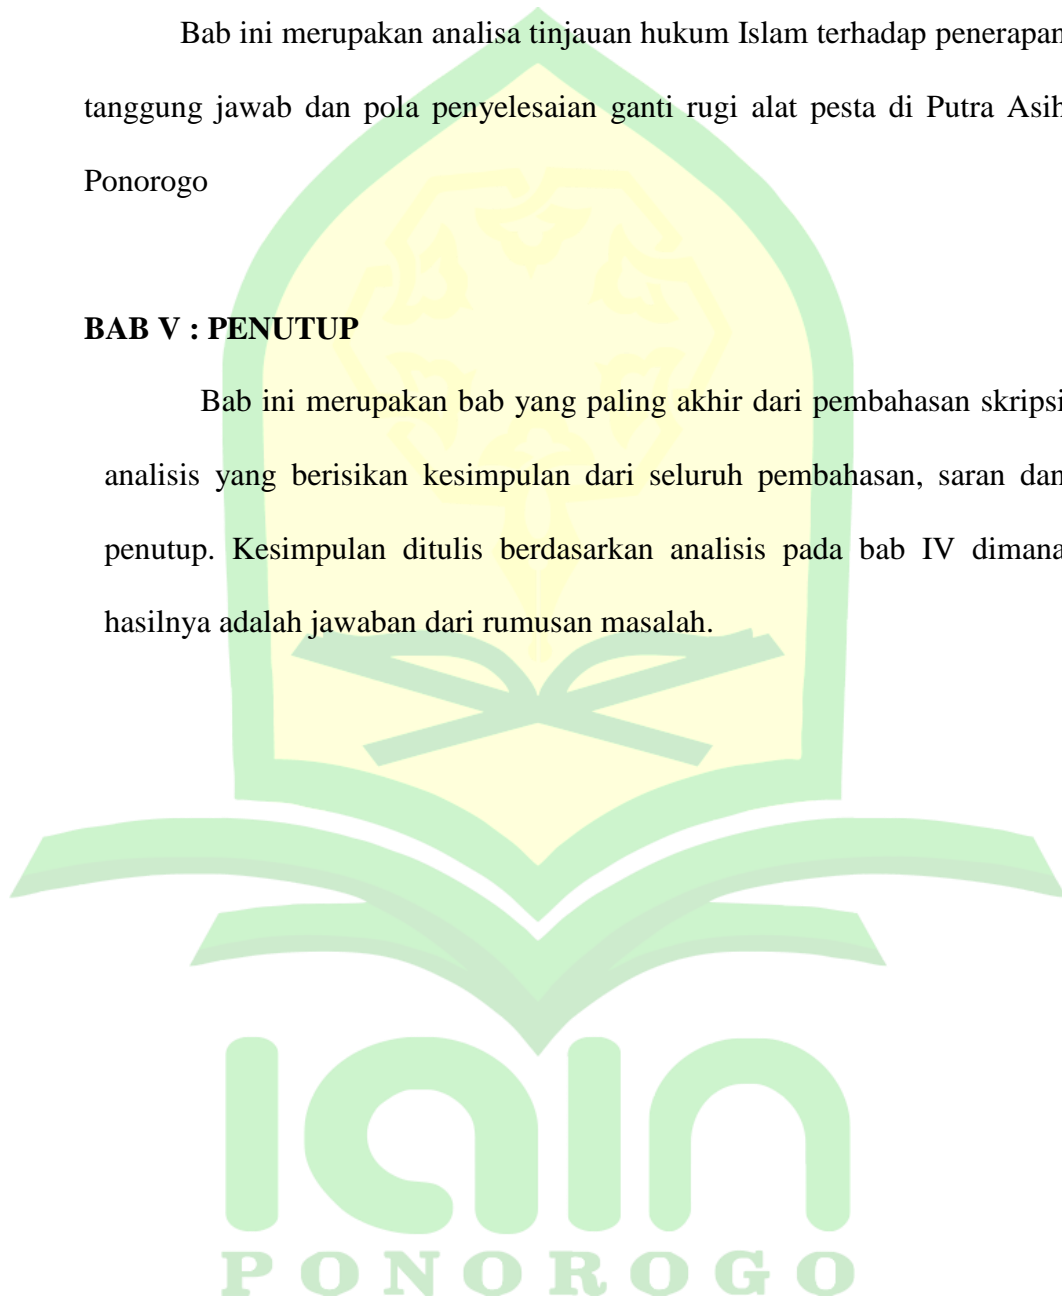 Bab ini merupakan analisa tinjauan hukum Islam terhadap penerapan
tanggung jawab dan pola penyelesaian ganti rugi alat pesta di Putra Asih
Ponorogo
BAB V : PENUTUP
Bab ini merupakan bab yang paling akhir dari pembahasan skripsi
analisis yang berisikan kesimpulan dari seluruh pembahasan, saran dan
penutup. Kesimpulan ditulis berdasarkan analisis pada bab IV dimana
hasilnya adalah jawaban dari rumusan masalah.
IAIN
PONOROGO